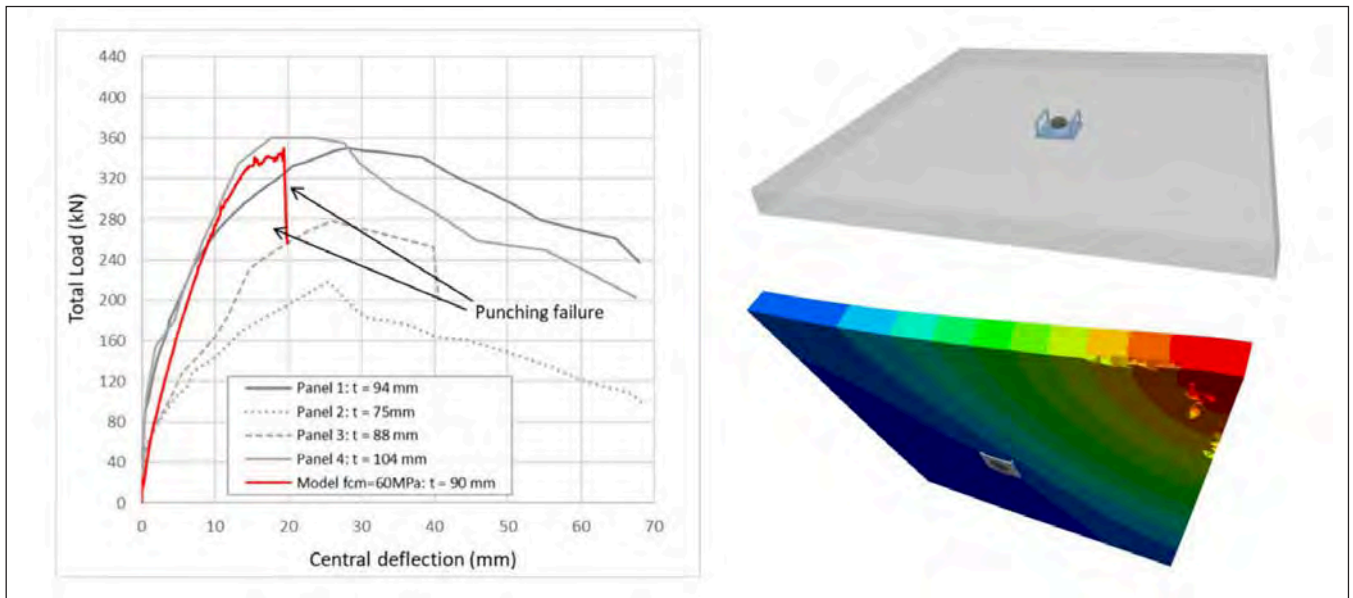 440
400
360
320
280
240
200
160
120
80
40
0
Total Load (kN)
Punching failure
Panel 1: t = 94 mm
Panel 2: t = 75mm
Panel 3: t = 88 mm
Panel 4: t = 104 mm
Model fcm=60MPa: t = 90 mm
0 10 20 30 40 50 60 70
Central deflection (mm)